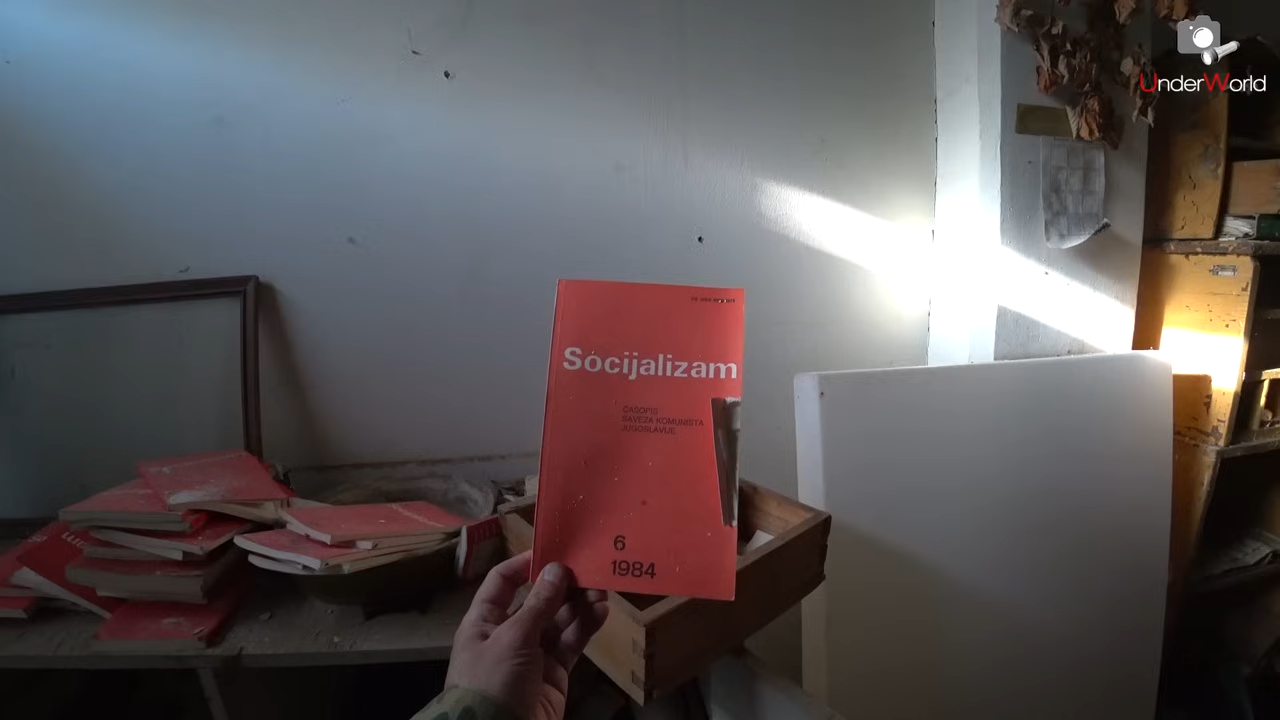 UnderWorld
Socijalizam
ČASOPIS
SAVEZA KOMUNISTA
JUGOSLAVIJE
6
1984